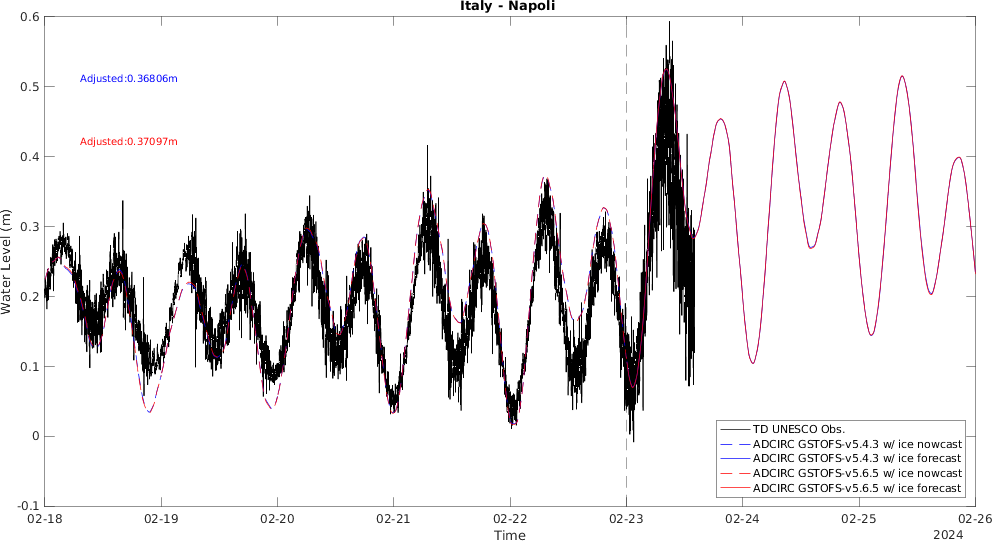 Italy - Napoli
0.6
0.5
0.4
0.3
0.2
0.1
0
-0.1
Water Level (m)
Adjusted:0.36806m
Adjusted:0.37097m
TD UNESCO Obs.
ADCIRC GSTOFS-v5.4.3 w/ ice nowcast
ADCIRC GSTOFS-v5.4.3 w/ ice forecast
ADCIRC GSTOFS-v5.6.5 w/ ice nowcast
ADCIRC GSTOFS-v5.6.5 w/ ice forecast
02-18 02-19 02-20 02-21 02-22 02-23 02-24 02-25 02-26
Time
2024